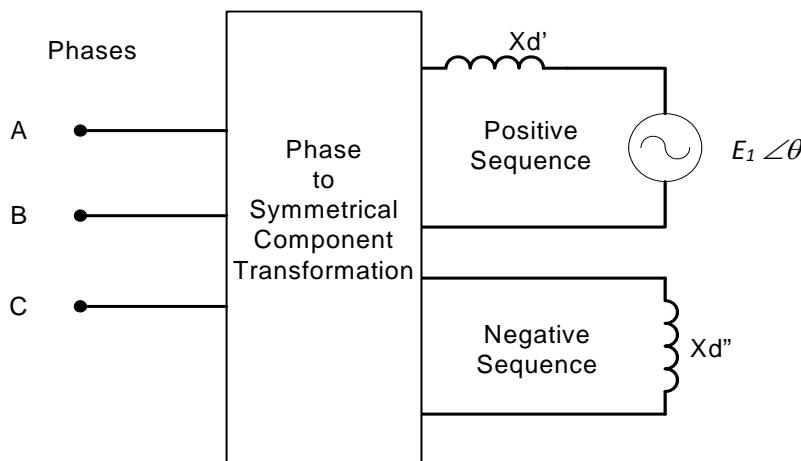 Phases
A
B
C
Phase
to
Symmetrical
Component
Transformation
Xd’
Positive
Sequence
E₁ ∠θ
Negative
Sequence
Xd”